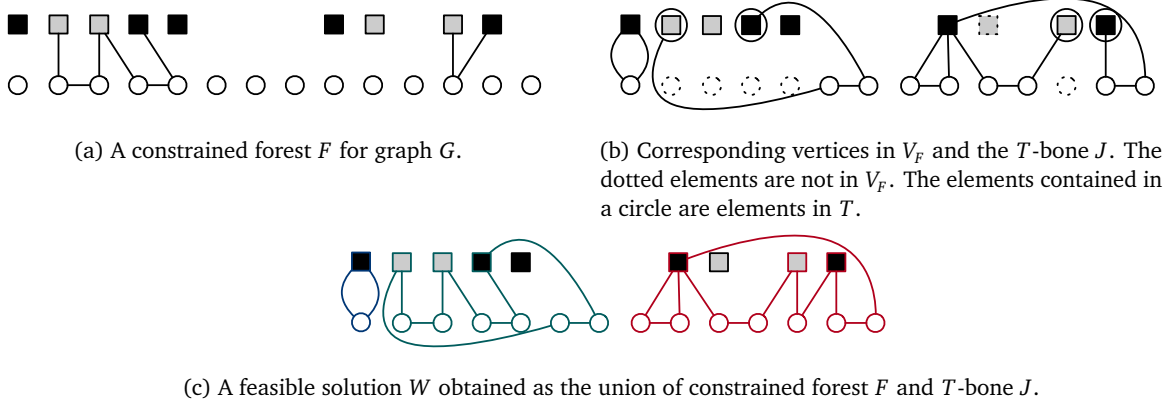 (a) A constrained forest F for graph G.
(b) Corresponding vertices in V_F and the T-bone J. The
dotted elements are not in V_F. The elements contained in
a circle are elements in T.
(c) A feasible solution W obtained as the union of constrained forest F and T-bone J.